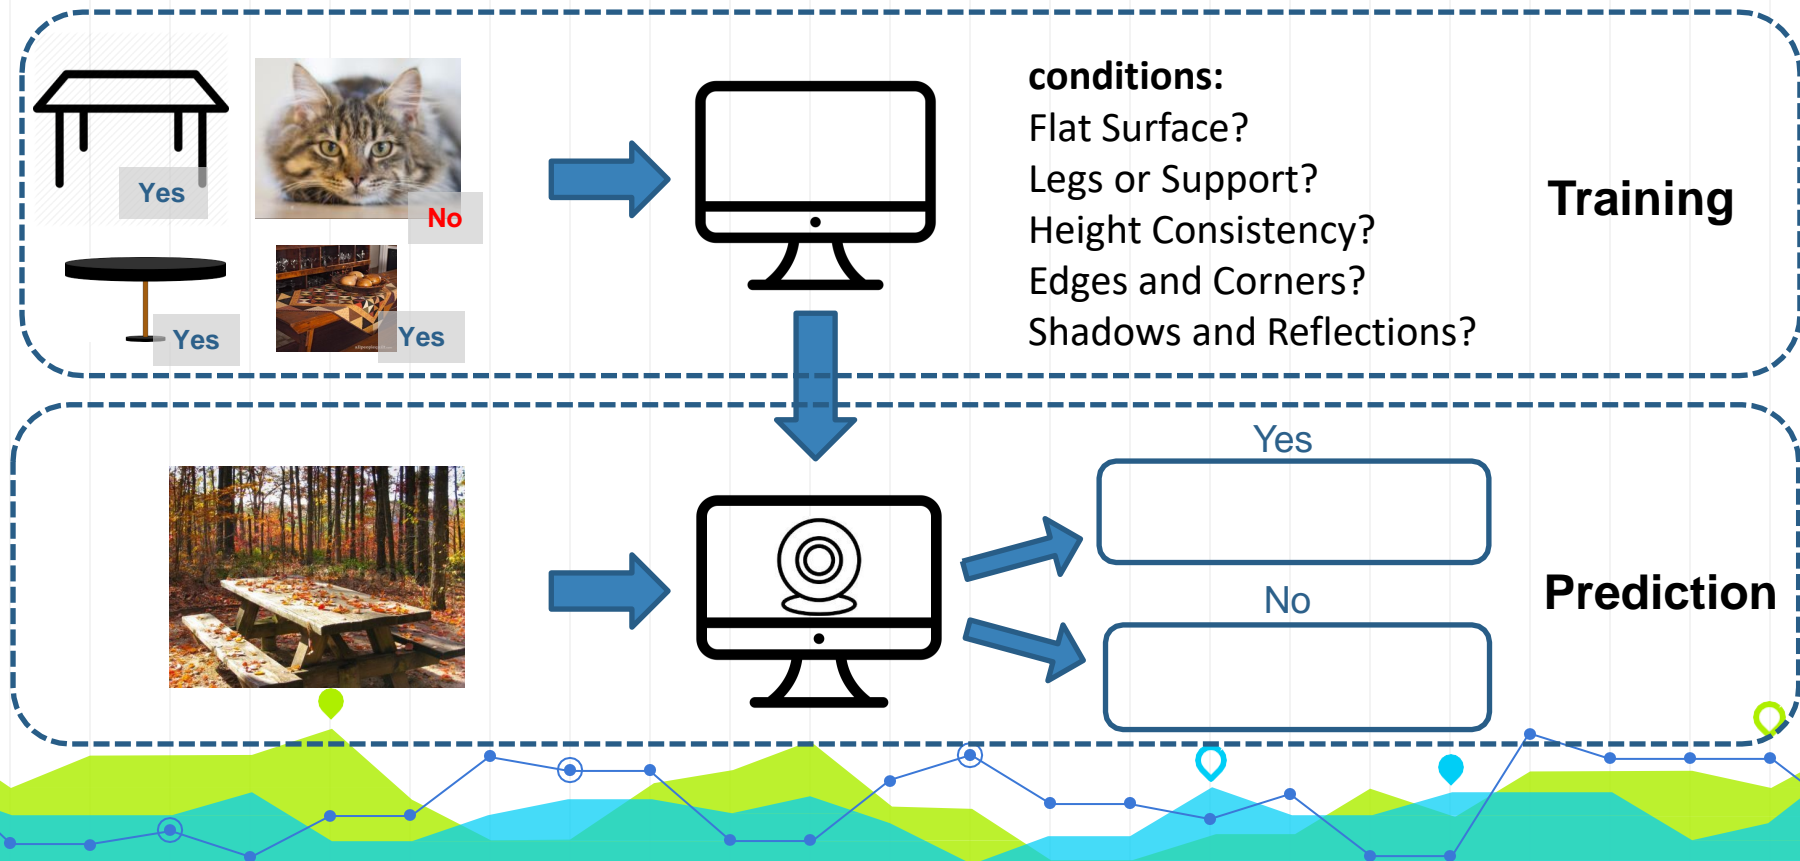 Yes
No
Yes
Yes
conditions:
Flat Surface?
Legs or Support?
Height Consistency?
Edges and Corners?
Shadows and Reflections?
Training
Yes
No
Prediction